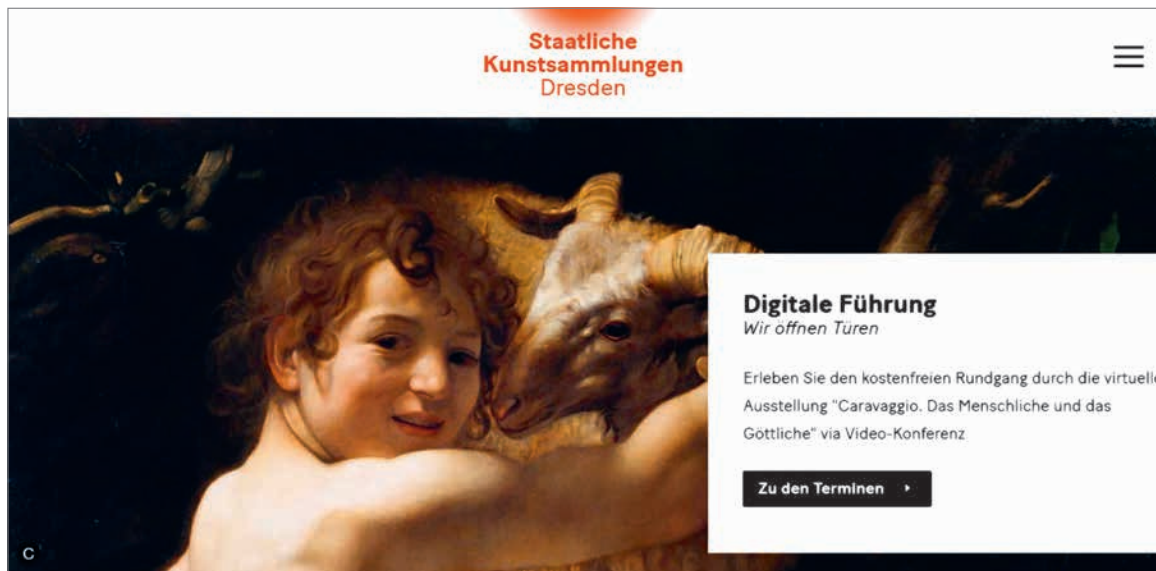 Staatliche
Kunstsammlungen
Dresden
Digitale Führung
Wir öffnen Türen
Erleben Sie den kostenfreien Rundgang durch die virtuelle
Ausstellung "Caravaggio. Das Menschliche und das
Göttliche" via Video-Konferenz
Zu den Terminen
C